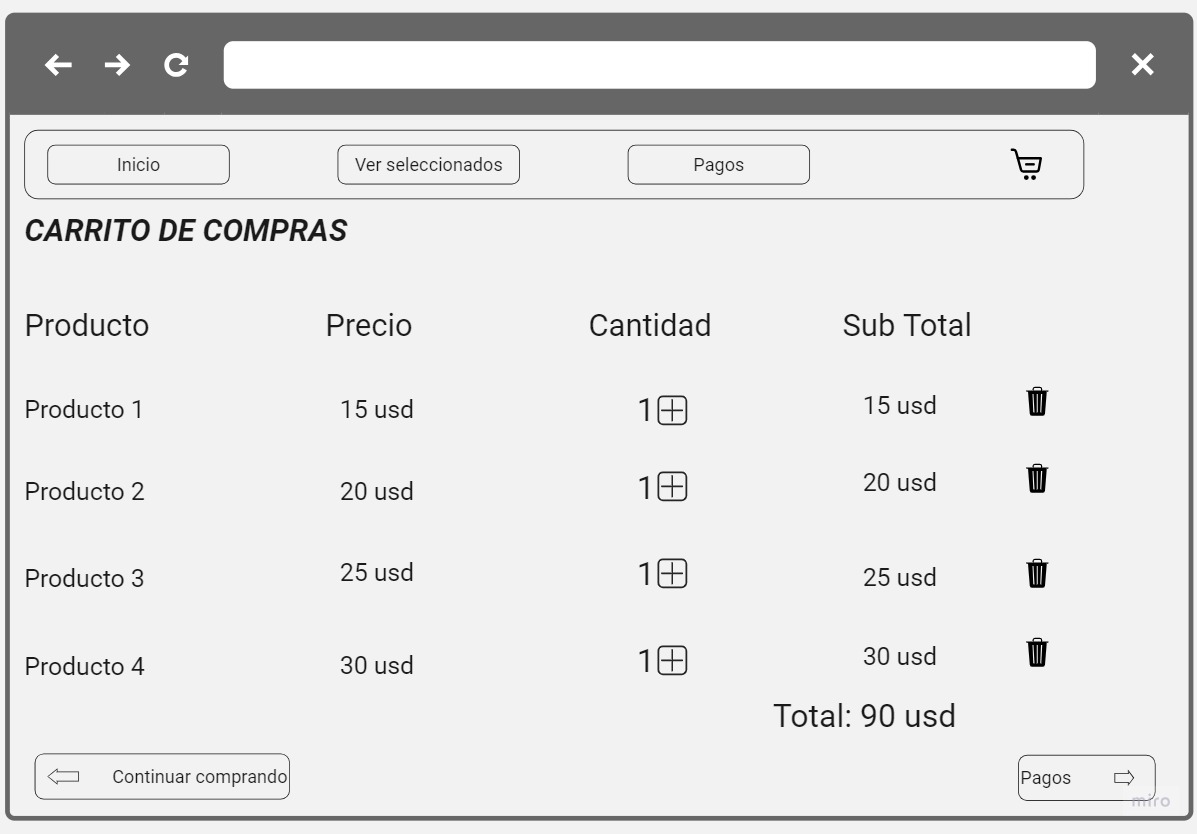 Inicio Ver seleccionados Pagos
CARRITO DE COMPRAS
Producto Precio Cantidad Sub Total
Producto 1 15 usd 1 15 usd
Producto 2 20 usd 1 20 usd
Producto 3 25 usd 1 25 usd
Producto 4 30 usd 1 30 usd
Total: 90 usd
Continuar comprando Pagos
miro